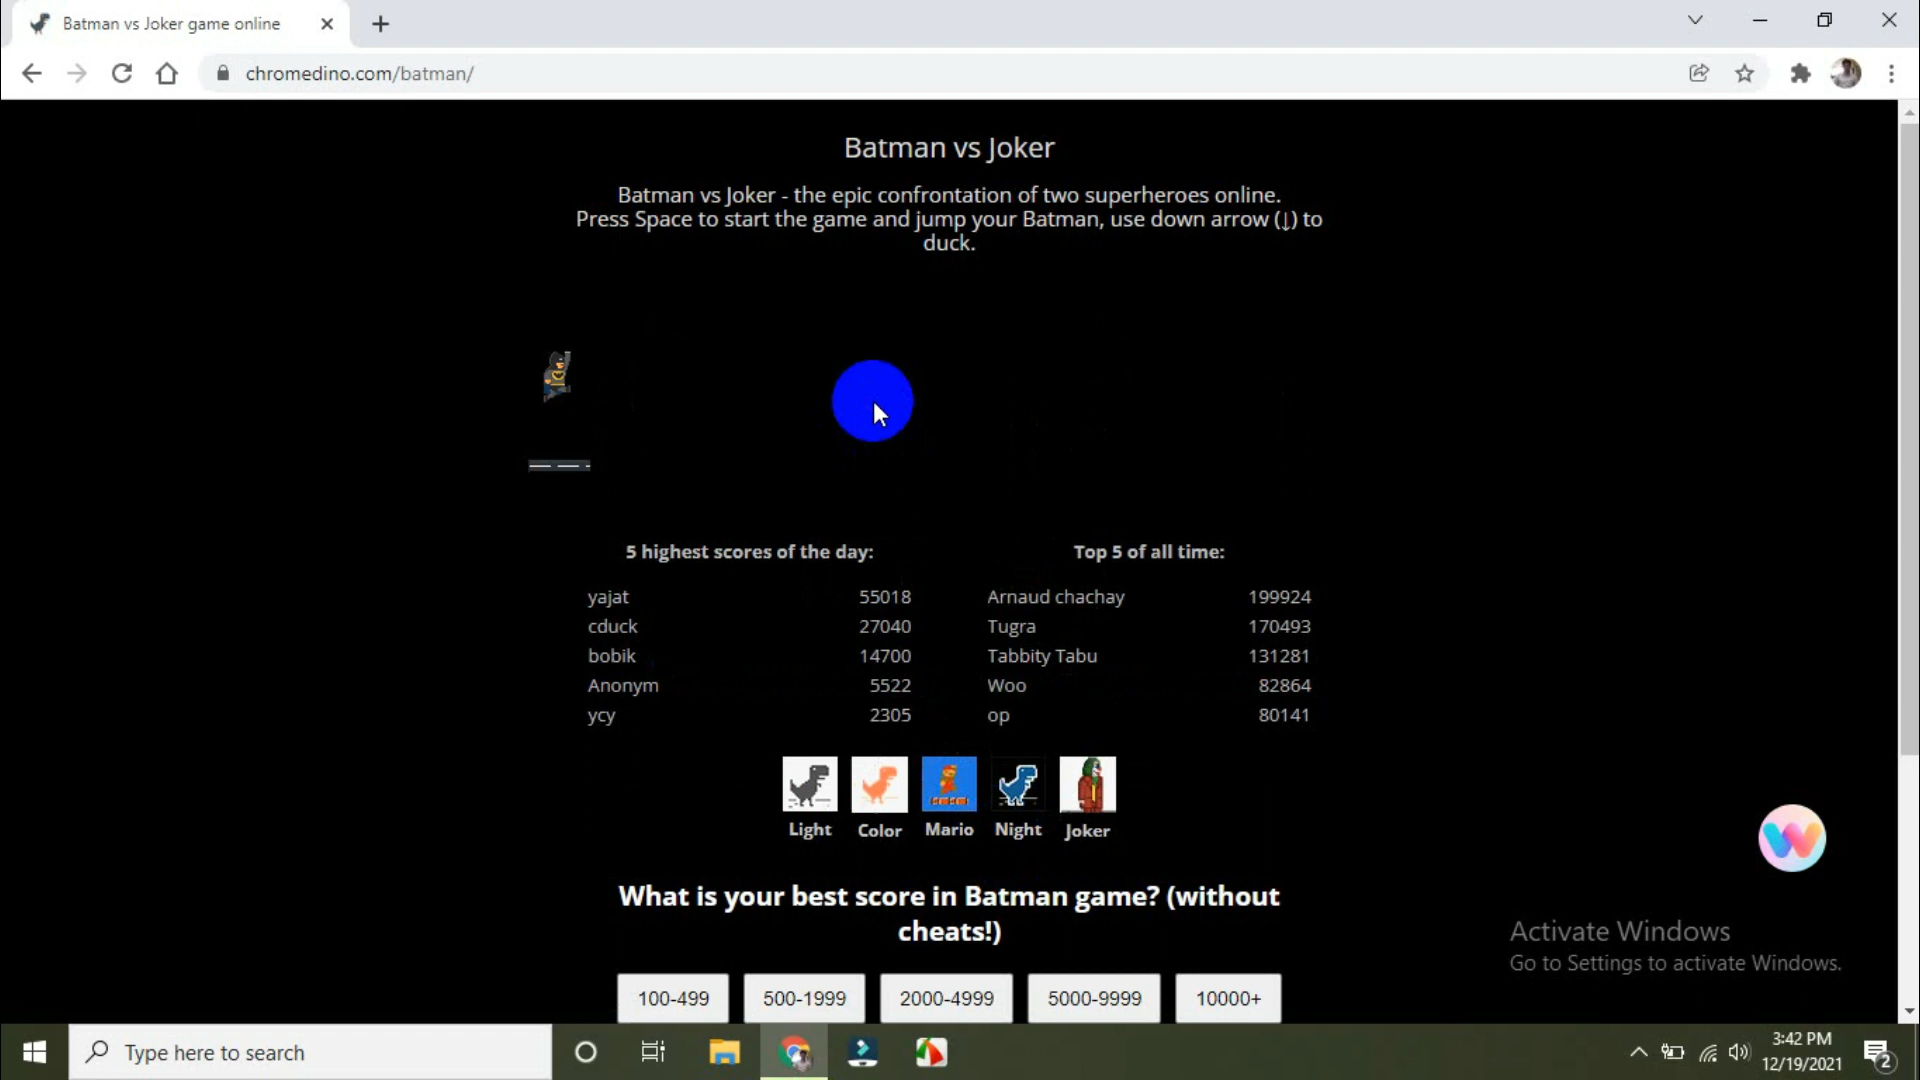 Batman vs Joker game online
chromedino.com/batman/
Batman vs Joker
Batman vs Joker - the epic confrontation of two superheroes online.
Press Space to start the game and jump your Batman, use down arrow (↓) to
duck.
5 highest scores of the day: Top 5 of all time:
yajat 55018 Arnaud chachay 199924
cduck 27040 Tugra 170493
bobik 14700 Tabbity Tabu 131281
Anonym 5522 Woo 82864
ycy 2305 op 80141
Light Color Mario Night Joker
What is your best score in Batman game? (without
cheats!)
Activate Windows
Go to Settings to activate Windows.
100-499 500-1999 2000-4999 5000-9999 10000+
Type here to search
3:42 PM
12/19/2021
2